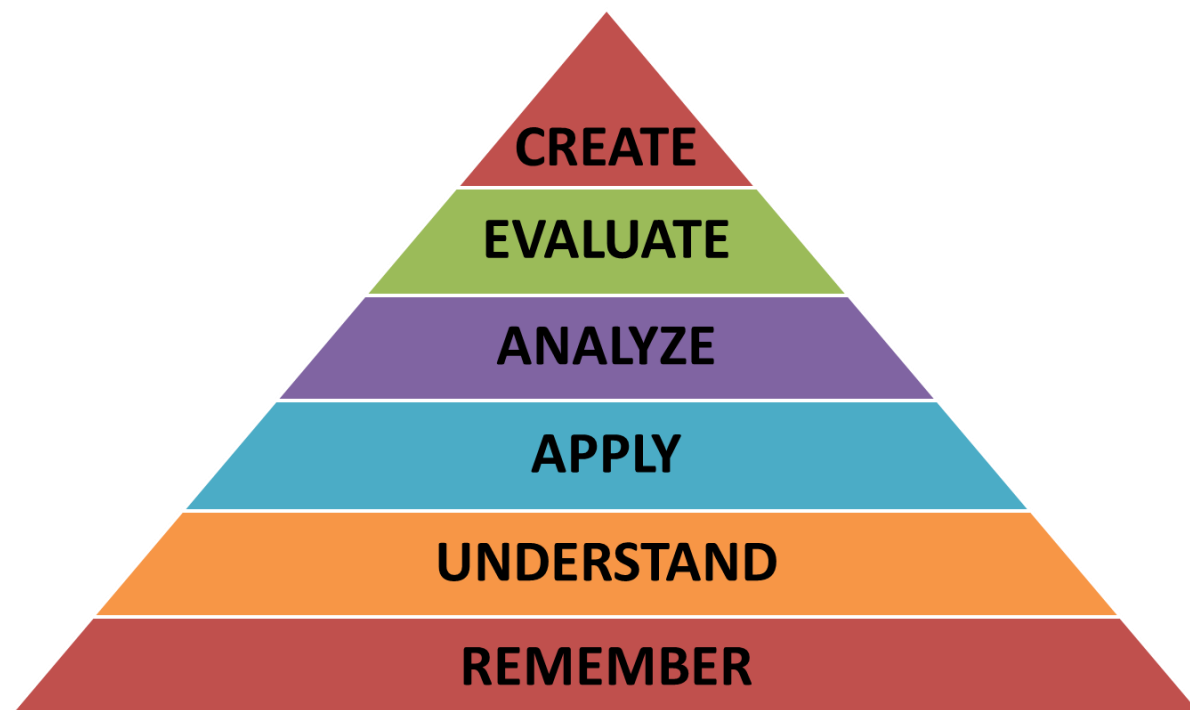 CREATE
EVALUATE
ANALYZE
APPLY
UNDERSTAND
REMEMBER